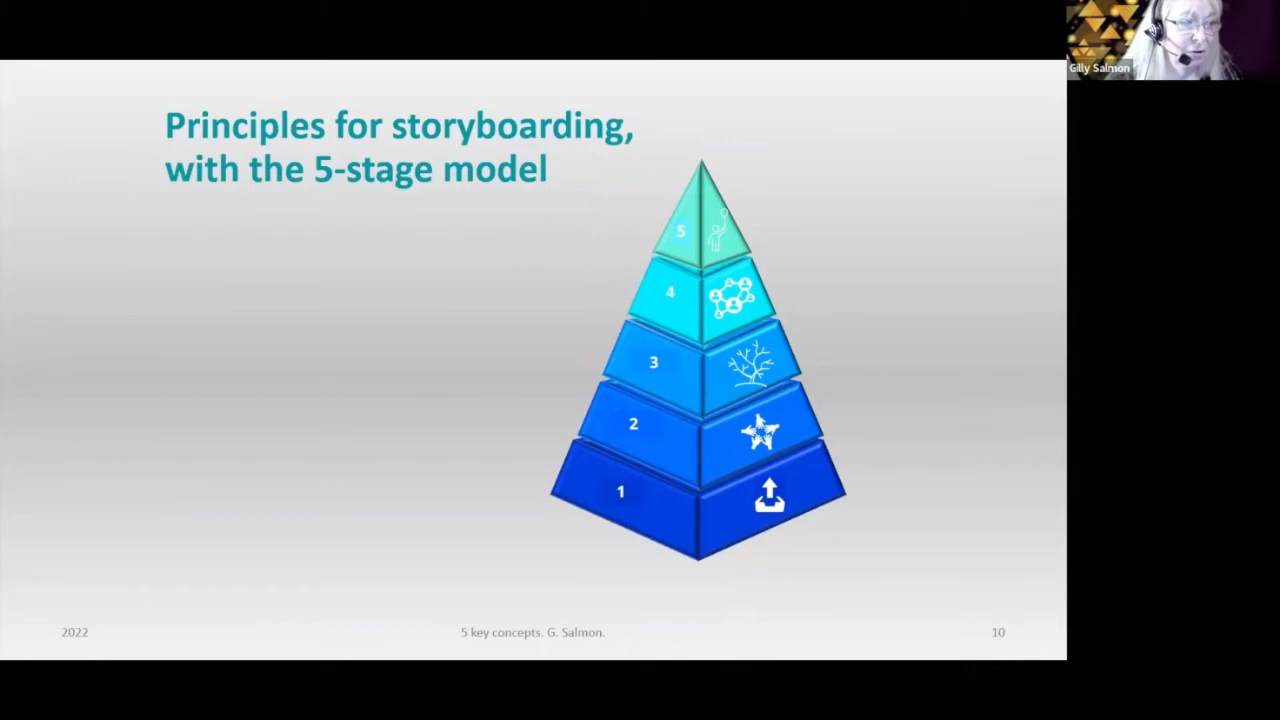 Gilly Salmon
Principles for storyboarding,
with the 5-stage model
5
4
3
2
1
2022
5 key concepts. G. Salmon.
10